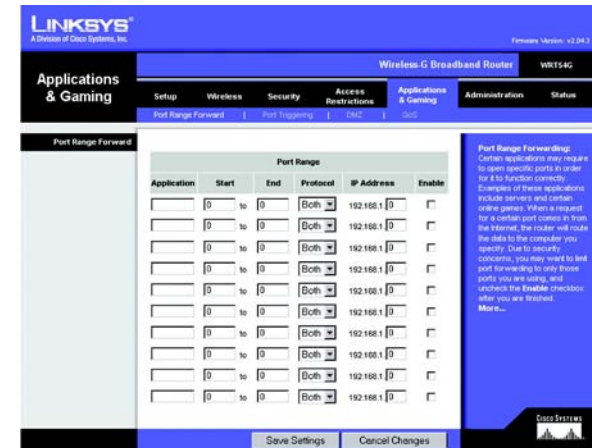 LINKSYS®
A Division of Cisco Systems, Inc.
Firmware Version: v2.04.3
Wireless-G Broadband Router WRT54G
Applications & Gaming
Setup Wireless Security Access Restrictions Applications & Gaming Administration Status
Port Range Forward | Port Triggering | DMZ | QoS
Port Range Forward
Port Range
Application Start End Protocol IP Address Enable
0 to 0 Both 192.168.1.0
0 to 0 Both 192.168.1.0
0 to 0 Both 192.168.1.0
0 to 0 Both 192.168.1.0
0 to 0 Both 192.168.1.0
0 to 0 Both 192.168.1.0
0 to 0 Both 192.168.1.0
0 to 0 Both 192.168.1.0
0 to 0 Both 192.168.1.0
0 to 0 Both 192.168.1.0
Port Range Forwarding:
Certain applications may require
to open specific ports in order
for it to function correctly.
Examples of these applications
include servers and certain
online games. When a request
for a certain port comes in from
the Internet, the router will route
the data to the computer you
specify. Due to security
concerns, you may want to limit
port forwarding to only those
ports you are using, and
uncheck the Enable checkbox
after you are finished.
More...
Save Settings Cancel Changes
CISCO SYSTEMS